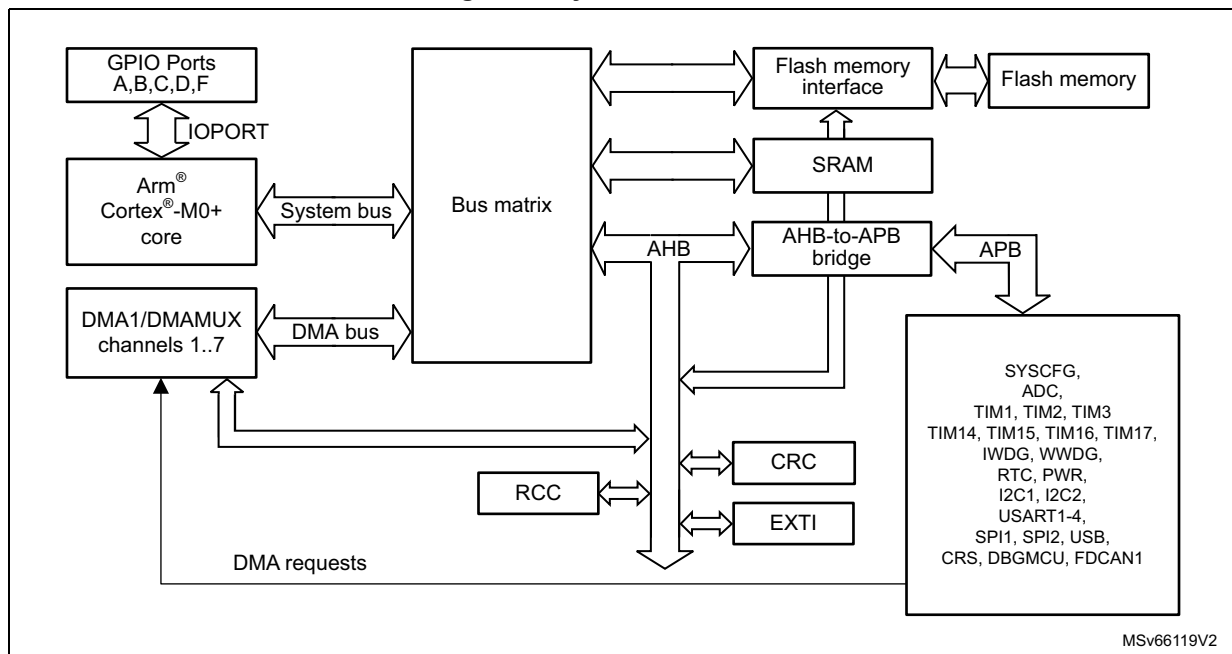 GPIO Ports
A,B,C,D,F
IOPORT
Arm®
Cortex®-M0+
core
System bus
DMA1/DMAMUX
channels 1..7
DMA bus
Bus matrix
Flash memory
interface
Flash memory
SRAM
AHB
AHB-to-APB
bridge
APB
SYSCFG,
ADC,
TIM1, TIM2, TIM3
TIM14, TIM15, TIM16, TIM17,
IWDG, WWDG,
RTC, PWR,
I2C1, I2C2,
USART1-4,
SPI1, SPI2, USB,
CRS, DBGMCU, FDCAN1
CRC
RCC
EXTI
DMA requests
MSv66119V2